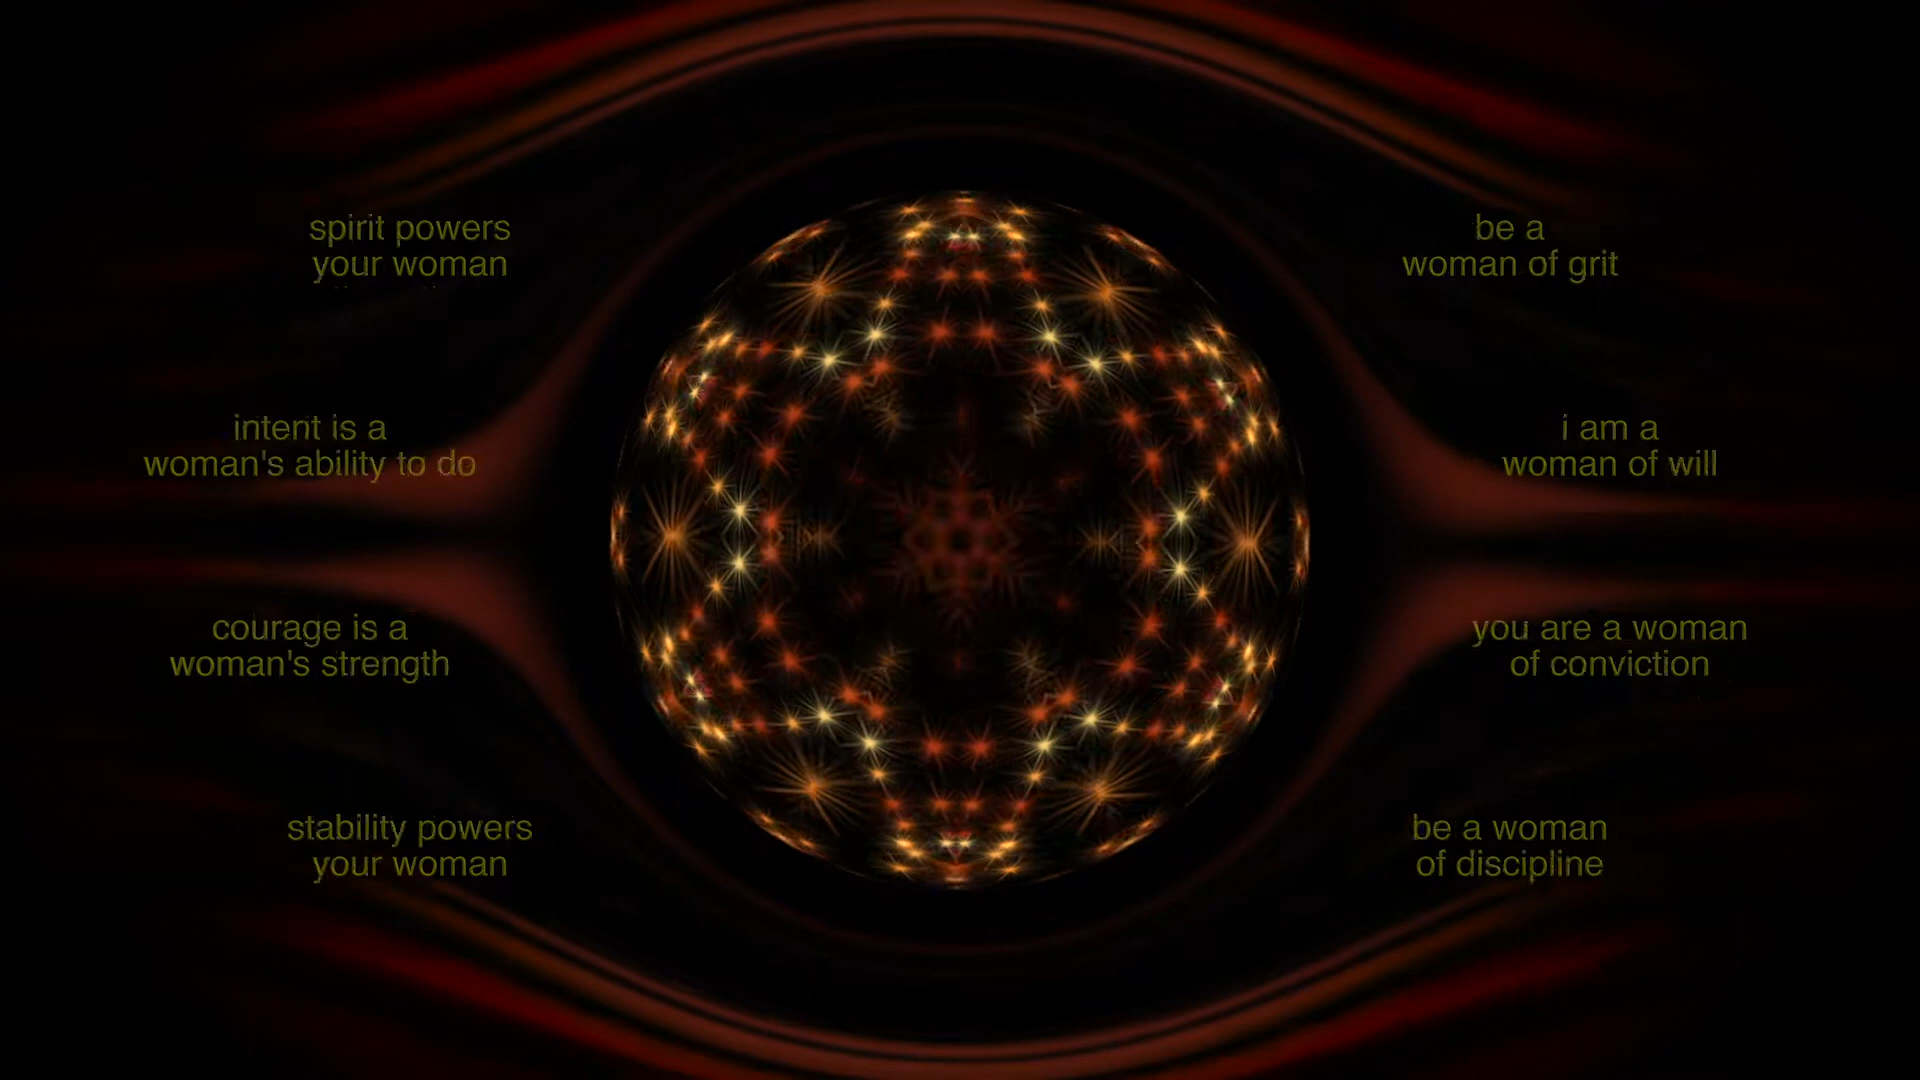 spirit powers
your woman
be a
woman of grit
intent is a
woman's ability to do
i am a
woman of will
courage is a
woman's strength
you are a woman
of conviction
stability powers
your woman
be a woman
of discipline